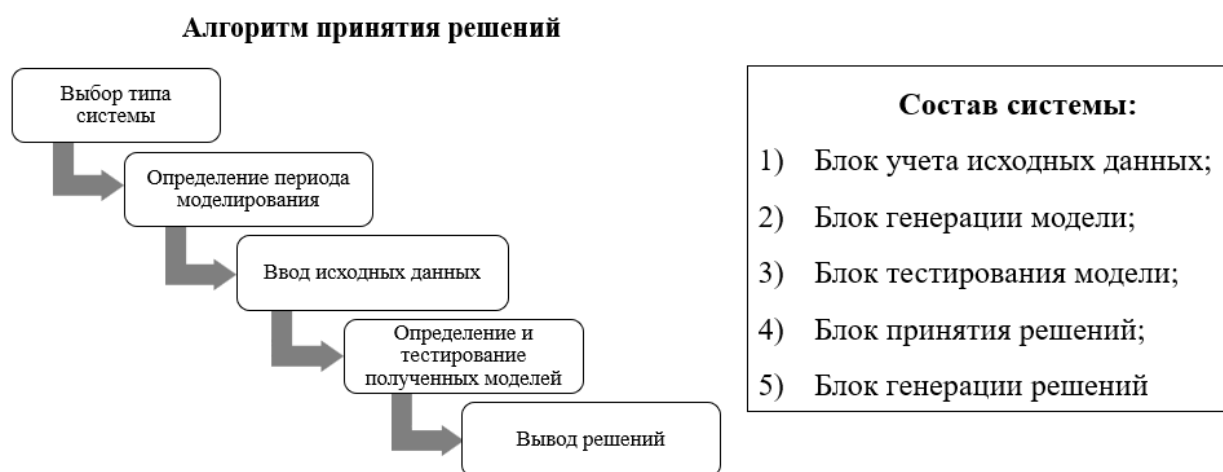 Алгоритм принятия решений
Выбор типа
системы
Определение периода
моделирования
Ввод исходных данных
Определение и
тестирование
полученных моделей
Вывод решений
Состав системы:
1) Блок учета исходных данных;
2) Блок генерации модели;
3) Блок тестирования модели;
4) Блок принятия решений;
5) Блок генерации решений